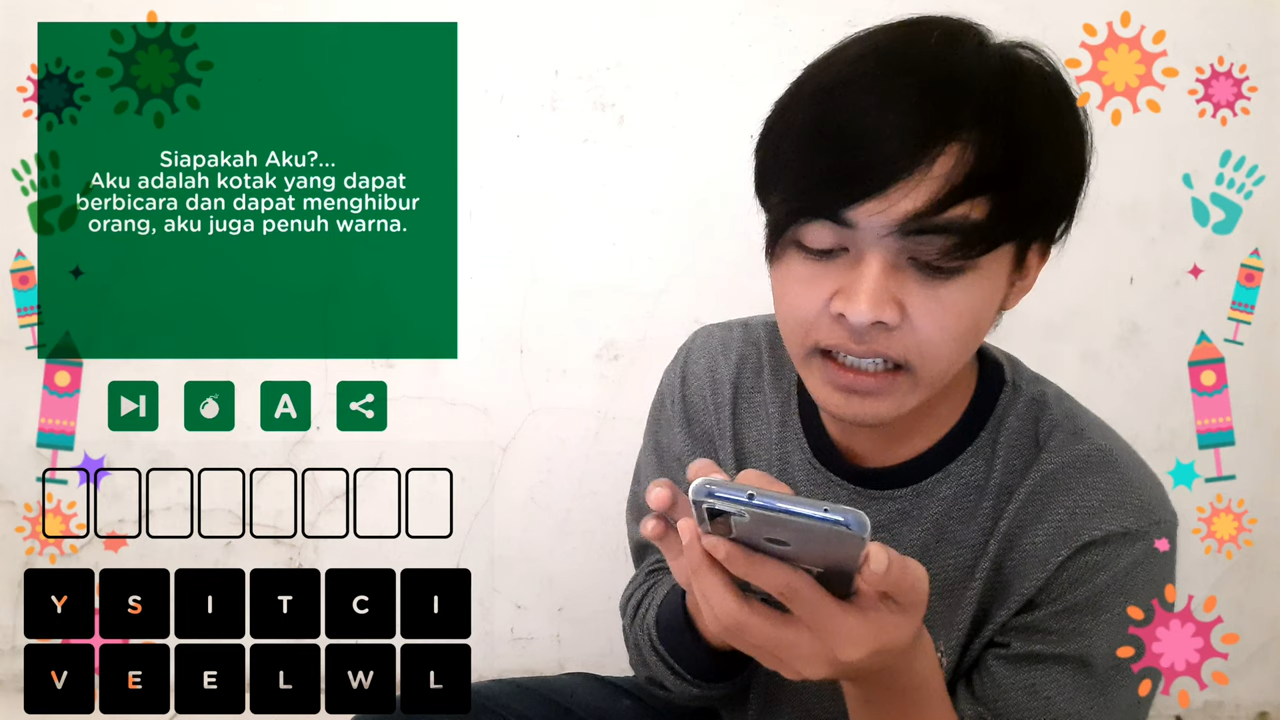 Siapakah Aku?...
Aku adalah kotak yang dapat
berbicara dan dapat menghibur
orang, aku juga penuh warna.
A
Y S I T C I
V E E L W L